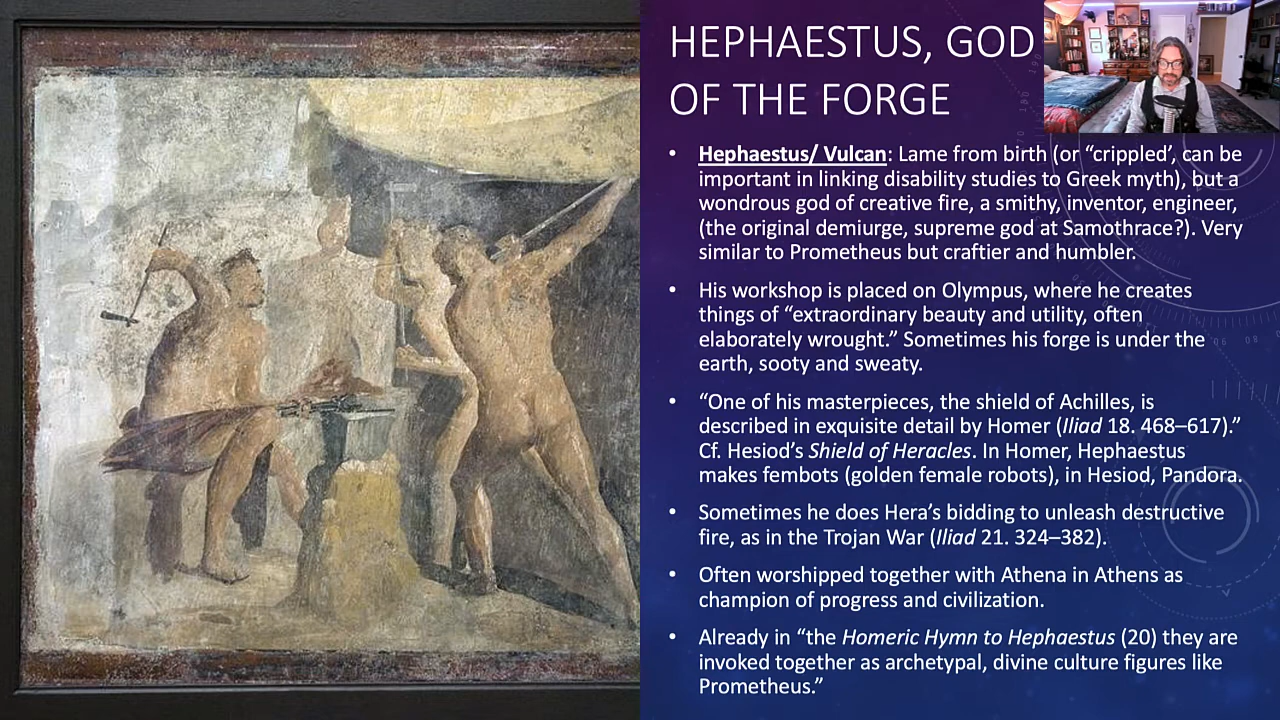 HEPHAESTUS, GOD
OF THE FORGE
• Hephaestus/ Vulcan: Lame from birth (or “crippled’, can be
important in linking disability studies to Greek myth), but a
wondrous god of creative fire, a smithy, inventor, engineer,
(the original demiurge, supreme god at Samothrace?). Very
similar to Prometheus but craftier and humbler.
• His workshop is placed on Olympus, where he creates
things of “extraordinary beauty and utility, often
elaborately wrought.” Sometimes his forge is under the
earth, sooty and sweaty.
• “One of his masterpieces, the shield of Achilles, is
described in exquisite detail by Homer (Iliad 18. 468–617).”
Cf. Hesiod’s Shield of Heracles. In Homer, Hephaestus
makes fembots (golden female robots), in Hesiod, Pandora.
• Sometimes he does Hera’s bidding to unleash destructive
fire, as in the Trojan War (Iliad 21. 324–382).
• Often worshipped together with Athena in Athens as
champion of progress and civilization.
• Already in “the Homeric Hymn to Hephaestus (20) they are
invoked together as archetypal, divine culture figures like
Prometheus.”